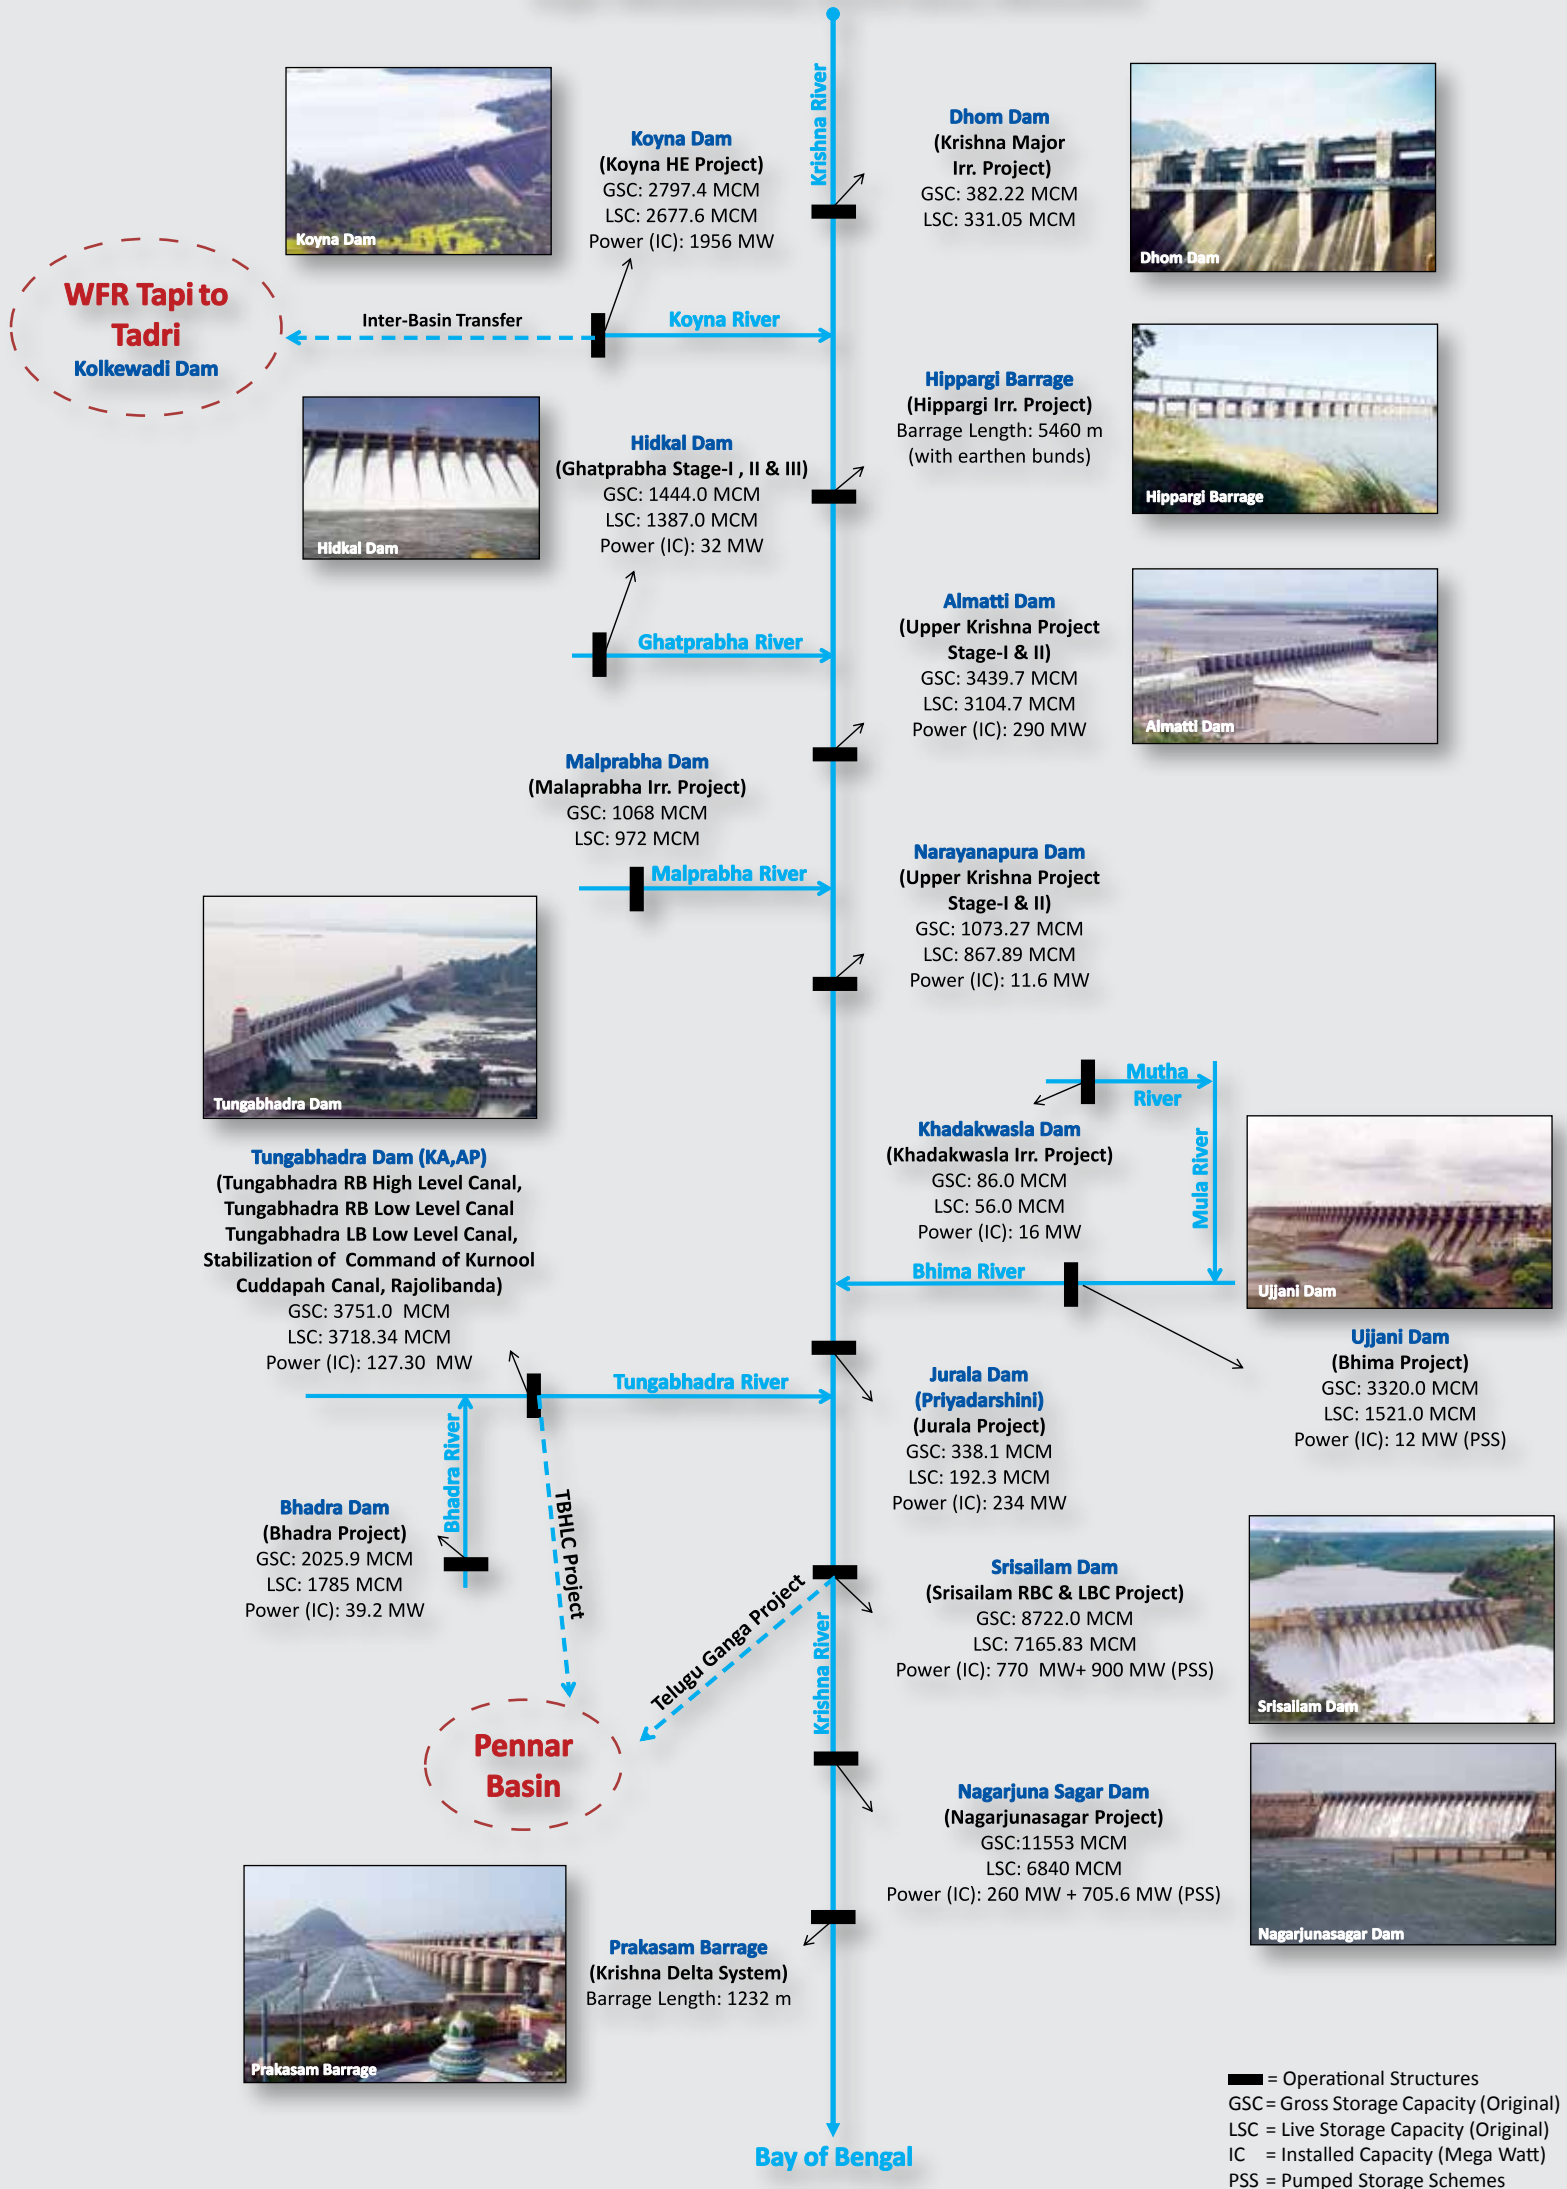 Krishna River
Koyna Dam
Koyna Dam
(Koyna HE Project)
GSC: 2797.4 MCM
LSC: 2677.6 MCM
Power (IC): 1956 MW
Dhom Dam
(Krishna Major
Irr. Project)
GSC: 382.22 MCM
LSC: 331.05 MCM
Dhom Dam
WFR Tapi to
Tadri
Kolkewadi Dam
Inter-Basin Transfer
Koyna River
Hidkal Dam
Hidkal Dam
(Ghatprabha Stage-I , II & III)
GSC: 1444.0 MCM
LSC: 1387.0 MCM
Power (IC): 32 MW
Hippargi Barrage
(Hippargi Irr. Project)
Barrage Length: 5460 m
(with earthen bunds)
Hippargi Barrage
Ghatprabha River
Almatti Dam
(Upper Krishna Project
Stage-I & II)
GSC: 3439.7 MCM
LSC: 3104.7 MCM
Power (IC): 290 MW
Almatti Dam
Malprabha Dam
(Malaprabha Irr. Project)
GSC: 1068 MCM
LSC: 972 MCM
Malprabha River
Narayanapura Dam
(Upper Krishna Project
Stage-I & II)
GSC: 1073.27 MCM
LSC: 867.89 MCM
Power (IC): 11.6 MW
Tungabhadra Dam
Tungabhadra Dam (KA,AP)
(Tungabhadra RB High Level Canal,
Tungabhadra RB Low Level Canal
Tungabhadra LB Low Level Canal,
Stabilization of Command of Kurnool
Cuddapah Canal, Rajolibanda)
GSC: 3751.0 MCM
LSC: 3718.34 MCM
Power (IC): 127.30 MW
Mutha
River
Mula River
Khadakwasla Dam
(Khadakwasla Irr. Project)
GSC: 86.0 MCM
LSC: 56.0 MCM
Power (IC): 16 MW
Bhima River
Ujjani Dam
Ujjani Dam
(Bhima Project)
GSC: 3320.0 MCM
LSC: 1521.0 MCM
Power (IC): 12 MW (PSS)
Tungabhadra River
Jurala Dam
(Priyadarshini)
(Jurala Project)
GSC: 338.1 MCM
LSC: 192.3 MCM
Power (IC): 234 MW
Bhadra River
Bhadra Dam
(Bhadra Project)
GSC: 2025.9 MCM
LSC: 1785 MCM
Power (IC): 39.2 MW
TBHLC Project
Telugu Ganga Project
Krishna River
Srisailam Dam
(Srisailam RBC & LBC Project)
GSC: 8722.0 MCM
LSC: 7165.83 MCM
Power (IC): 770 MW+ 900 MW (PSS)
Srisailam Dam
Pennar
Basin
Nagarjuna Sagar Dam
(Nagarjunasagar Project)
GSC:11553 MCM
LSC: 6840 MCM
Power (IC): 260 MW + 705.6 MW (PSS)
Nagarjunasagar Dam
Prakasam Barrage
Prakasam Barrage
(Krishna Delta System)
Barrage Length: 1232 m
Bay of Bengal
= Operational Structures
GSC = Gross Storage Capacity (Original)
LSC = Live Storage Capacity (Original)
IC = Installed Capacity (Mega Watt)
PSS = Pumped Storage Schemes